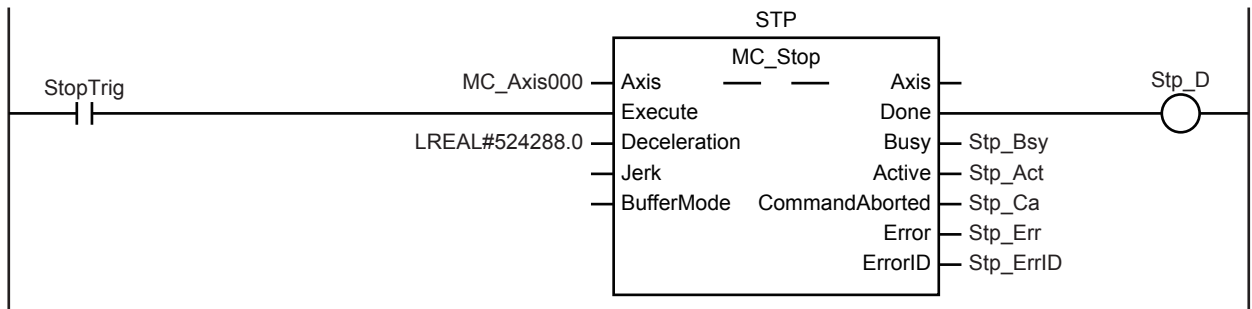 STP
MC_Stop
StopTrig
MC_Axis000 Axis Axis Stp_D
Execute Done
LREAL#524288.0 Deceleration Busy Stp_Bsy
Jerk Active Stp_Act
BufferMode CommandAborted Stp_Ca
Error Stp_Err
ErrorID Stp_ErrID